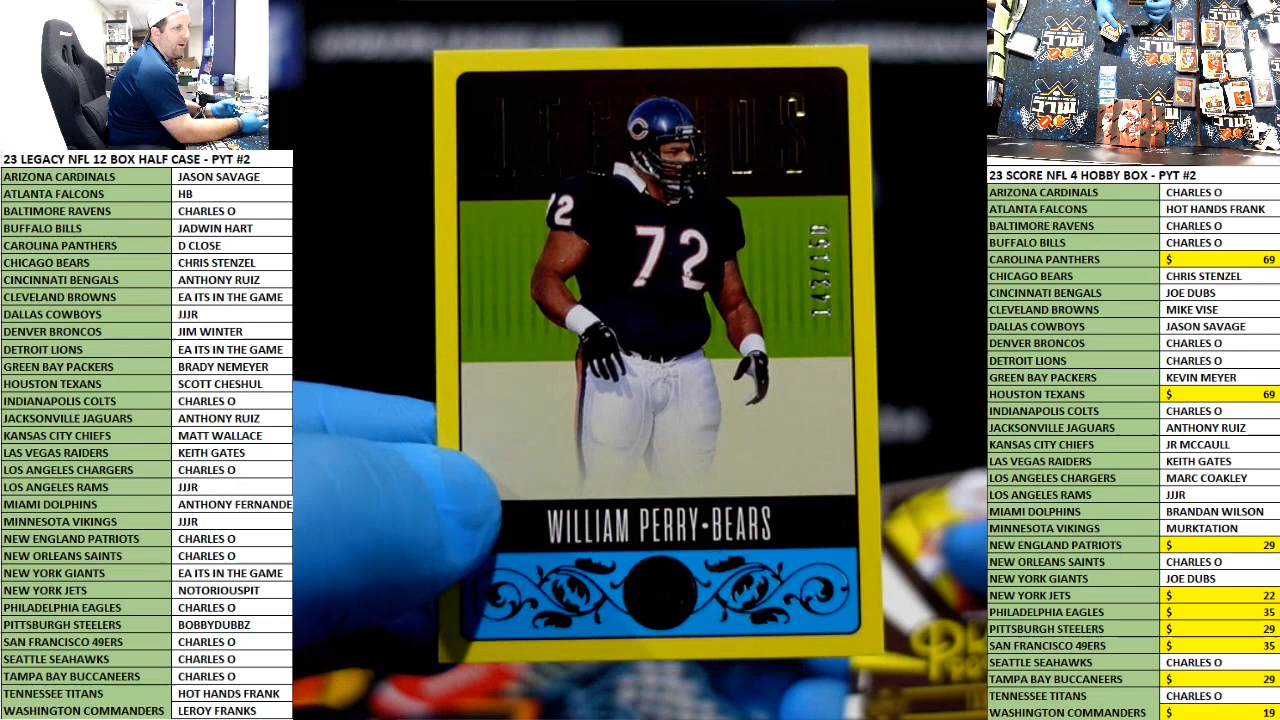 23 LEGACY NFL 12 BOX HALF CASE - PYT #2
ARIZONA CARDINALS JASON SAVAGE
ATLANTA FALCONS HB
BALTIMORE RAVENS CHARLES O
BUFFALO BILLS JADWIN HART
CAROLINA PANTHERS D CLOSE
CHICAGO BEARS CHRIS STENZEL
CINCINNATI BENGALS ANTHONY RUIZ
CLEVELAND BROWNS EA ITS IN THE GAME
DALLAS COWBOYS JJJR
DENVER BRONCOS JIM WINTER
DETROIT LIONS EA ITS IN THE GAME
GREEN BAY PACKERS BRADY NEMEYER
HOUSTON TEXANS SCOTT CHESHUL
INDIANAPOLIS COLTS CHARLES O
JACKSONVILLE JAGUARS ANTHONY RUIZ
KANSAS CITY CHIEFS MATT WALLACE
LAS VEGAS RAIDERS KEITH GATES
LOS ANGELES CHARGERS CHARLES O
LOS ANGELES RAMS JJJR
MIAMI DOLPHINS ANTHONY FERNANDE
MINNESOTA VIKINGS JJJR
NEW ENGLAND PATRIOTS CHARLES O
NEW ORLEANS SAINTS CHARLES O
NEW YORK GIANTS EA ITS IN THE GAME
NEW YORK JETS NOTORIOUSPIT
PHILADELPHIA EAGLES CHARLES O
PITTSBURGH STEELERS BOBBYDUBBZ
SAN FRANCISCO 49ERS CHARLES O
SEATTLE SEAHAWKS CHARLES O
TAMPA BAY BUCCANEERS CHARLES O
TENNESSEE TITANS HOT HANDS FRANK
WASHINGTON COMMANDERS LEROY FRANKS
LEGENDS
72
72
143/150
WILLIAM PERRY•BEARS
23 SCORE NFL 4 HOBBY BOX - PYT #2
ARIZONA CARDINALS CHARLES O
ATLANTA FALCONS HOT HANDS FRANK
BALTIMORE RAVENS CHARLES O
BUFFALO BILLS CHARLES O
CAROLINA PANTHERS $ 69
CHICAGO BEARS CHRIS STENZEL
CINCINNATI BENGALS JOE DUBS
CLEVELAND BROWNS MIKE VISE
DALLAS COWBOYS JASON SAVAGE
DENVER BRONCOS CHARLES O
DETROIT LIONS CHARLES O
GREEN BAY PACKERS KEVIN MEYER
HOUSTON TEXANS $ 69
INDIANAPOLIS COLTS CHARLES O
JACKSONVILLE JAGUARS ANTHONY RUIZ
KANSAS CITY CHIEFS JR MCCAULL
LAS VEGAS RAIDERS KEITH GATES
LOS ANGELES CHARGERS MARC COAKLEY
LOS ANGELES RAMS JJJR
MIAMI DOLPHINS BRANDAN WILSON
MINNESOTA VIKINGS MURKTATION
NEW ENGLAND PATRIOTS $ 29
NEW ORLEANS SAINTS CHARLES O
NEW YORK GIANTS JOE DUBS
NEW YORK JETS $ 22
PHILADELPHIA EAGLES $ 35
PITTSBURGH STEELERS $ 29
SAN FRANCISCO 49ERS $ 35
SEATTLE SEAHAWKS CHARLES O
TAMPA BAY BUCCANEERS $ 29
TENNESSEE TITANS CHARLES O
WASHINGTON COMMANDERS $ 19